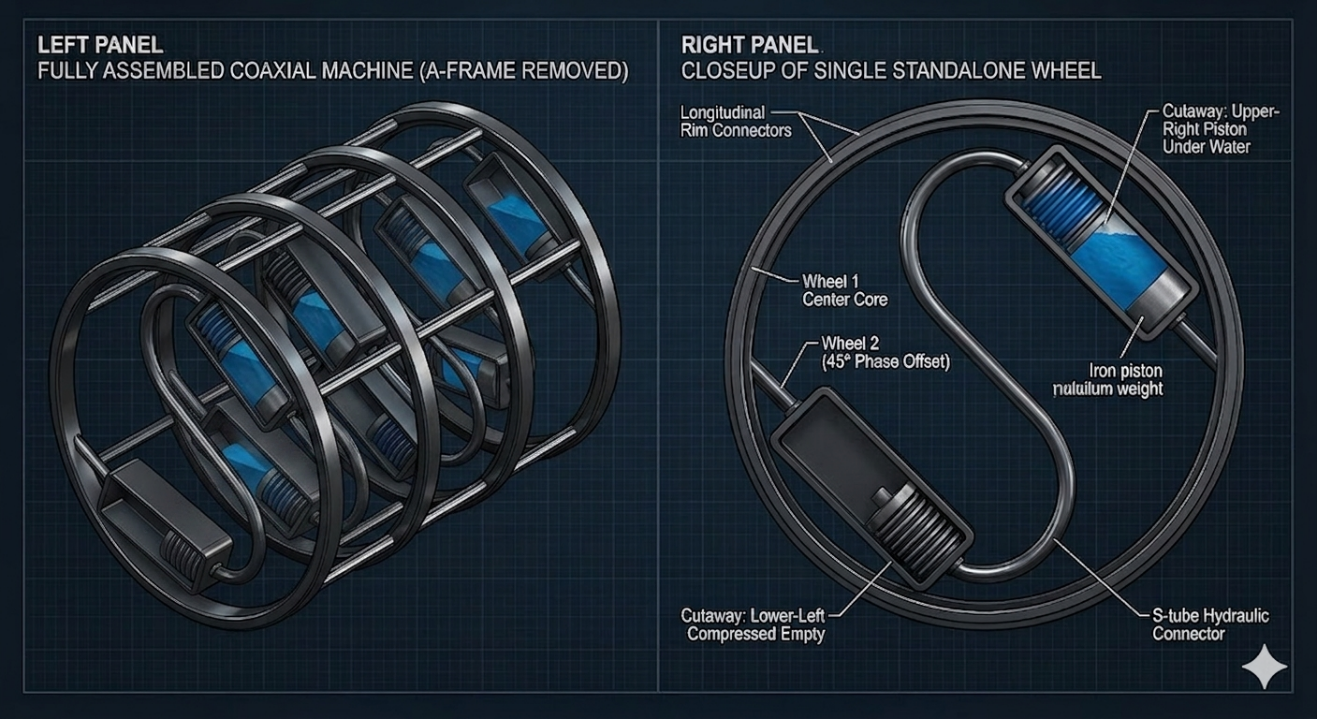 LEFT PANEL
FULLY ASSEMBLED COAXIAL MACHINE (A-FRAME REMOVED)
RIGHT PANEL
CLOSEUP OF SINGLE STANDALONE WHEEL
Longitudinal
Rim Connectors
Cutaway: Upper-
Right Piston
Under Water
Wheel 1
Center Core
Wheel 2
(45° Phase Offset)
Iron piston
weight
Cutaway: Lower-Left
Compressed Empty
S-tube Hydraulic
Connector